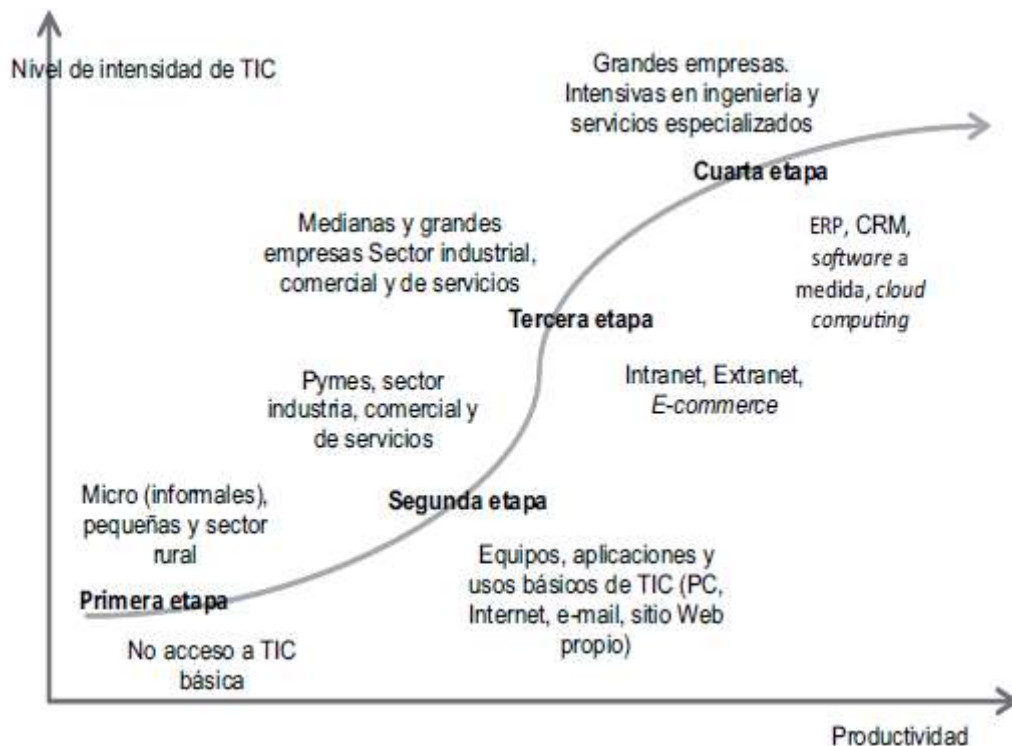 Nivel de intensidad de TIC
Grandes empresas.
Intensivas en ingeniería y
servicios especializados
Cuarta etapa
ERP, CRM,
software a
medida, cloud
computing
Medianas y grandes
empresas Sector industrial,
comercial y de servicios
Tercera etapa
Intranet, Extranet,
E-commerce
Pymes, sector
industria, comercial y
de servicios
Segunda etapa
Equipos, aplicaciones y
usos básicos de TIC (PC,
Internet, e-mail, sitio Web
propio)
Micro (informales),
pequeñas y sector
rural
Primera etapa
No acceso a TIC
básica
Productividad